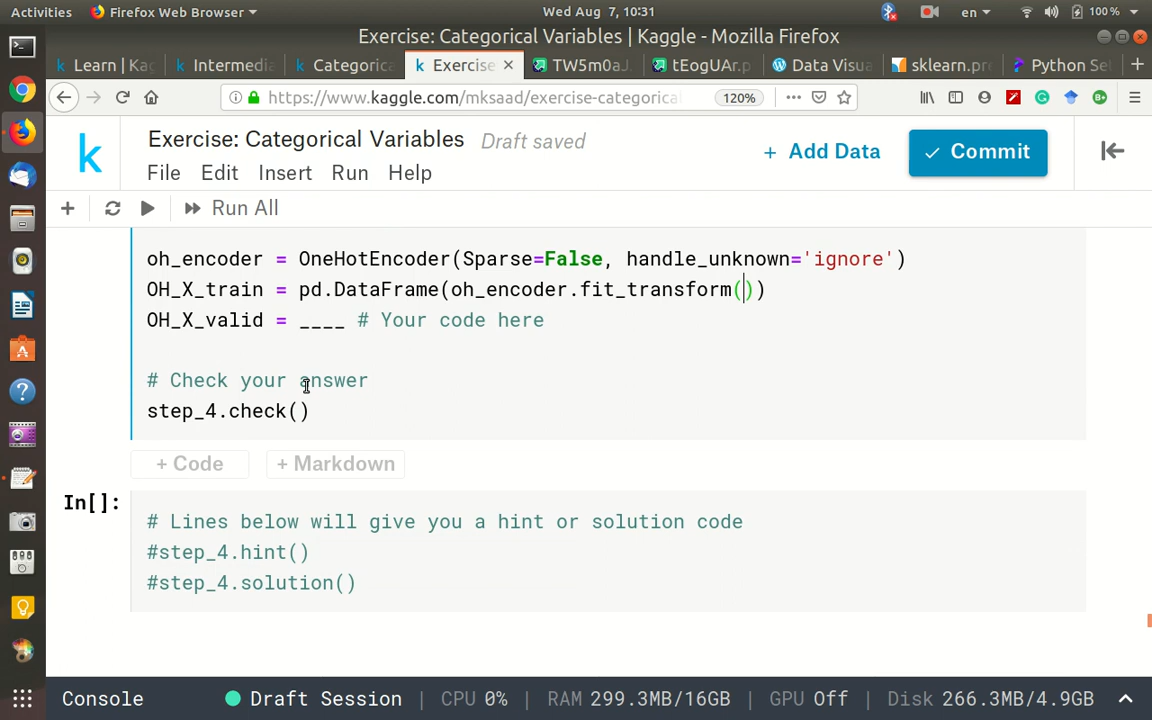 Activities Firefox Web Browser Wed Aug 7, 10:31 en 100 %
Exercise: Categorical Variables | Kaggle - Mozilla Firefox
Learn | Kag Intermedia Categorica Exercise TW5m0aJ. tEogUAr.p Data Visua sklearn.pre Python Se
https://www.kaggle.com/mksaad/exercise-categorica 120%
Exercise: Categorical Variables Draft saved
+ Add Data Commit
File Edit Insert Run Help
Run All
oh_encoder = OneHotEncoder(Sparse=False, handle_unknown='ignore')
OH_X_train = pd.DataFrame(oh_encoder.fit_transform())
OH_X_valid = ____ # Your code here
# Check your answer
step_4.check()
+ Code + Markdown
In[]:
# Lines below will give you a hint or solution code
#step_4.hint()
#step_4.solution()
Console Draft Session | CPU 0% | RAM 299.3MB/16GB | GPU Off | Disk 266.3MB/4.9GB